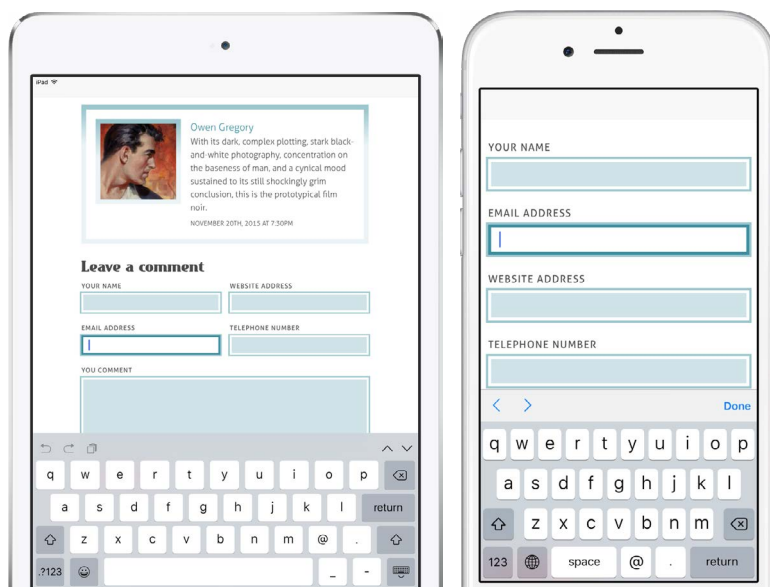 iPad
Owen Gregory
With its dark, complex plotting, stark black-
and-white photography, concentration on
the baseness of man, and a cynical mood
sustained to its still shockingly grim
conclusion, this is the prototypical film
noir.
NOVEMBER 20TH, 2015 AT 7:30PM
Leave a comment
YOUR NAME WEBSITE ADDRESS
EMAIL ADDRESS TELEPHONE NUMBER
YOU COMMENT
q w e r t y u i o p
a s d f g h j k l return
z x c v b n m @ .
.?123 _ -
YOUR NAME
EMAIL ADDRESS
WEBSITE ADDRESS
TELEPHONE NUMBER
Done
q w e r t y u i o p
a s d f g h j k l
z x c v b n m
123 space @ . return